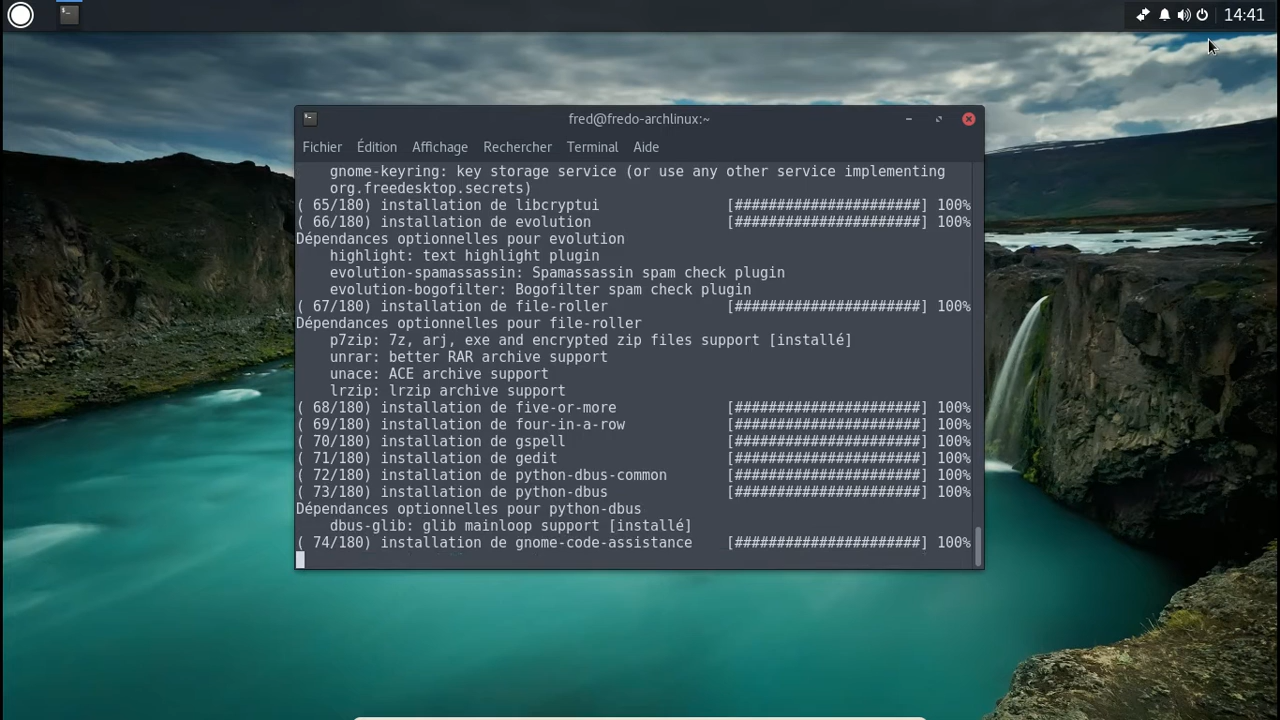 14:41
fred@fredo-archlinux:~
Fichier Édition Affichage Rechercher Terminal Aide
gnome-keyring: key storage service (or use any other service implementing
org.freedesktop.secrets)
( 65/180) installation de libcryptui [######################] 100%
( 66/180) installation de evolution [######################] 100%
Dépendances optionnelles pour evolution
highlight: text highlight plugin
evolution-spamassassin: Spamassassin spam check plugin
evolution-bogofilter: Bogofilter spam check plugin
( 67/180) installation de file-roller [######################] 100%
Dépendances optionnelles pour file-roller
p7zip: 7z, arj, exe and encrypted zip files support [installé]
unrar: better RAR archive support
unace: ACE archive support
lrzip: lrzip archive support
( 68/180) installation de five-or-more [######################] 100%
( 69/180) installation de four-in-a-row [######################] 100%
( 70/180) installation de gspell [######################] 100%
( 71/180) installation de gedit [######################] 100%
( 72/180) installation de python-dbus-common [######################] 100%
( 73/180) installation de python-dbus [######################] 100%
Dépendances optionnelles pour python-dbus
dbus-glib: glib mainloop support [installé]
( 74/180) installation de gnome-code-assistance [######################] 100%